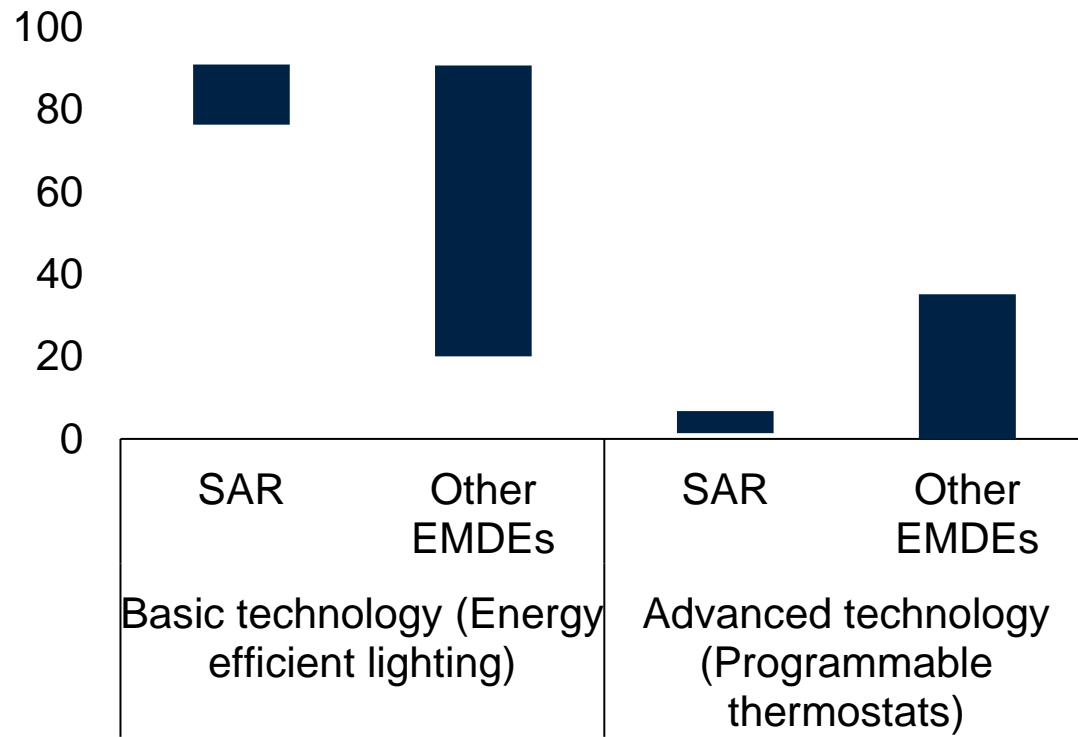 100
80
60
40
20
0
SAR
Other
EMDEs
SAR
Other
EMDEs
Basic technology (Energy
efficient lighting)
Advanced technology
(Programmable
thermostats)